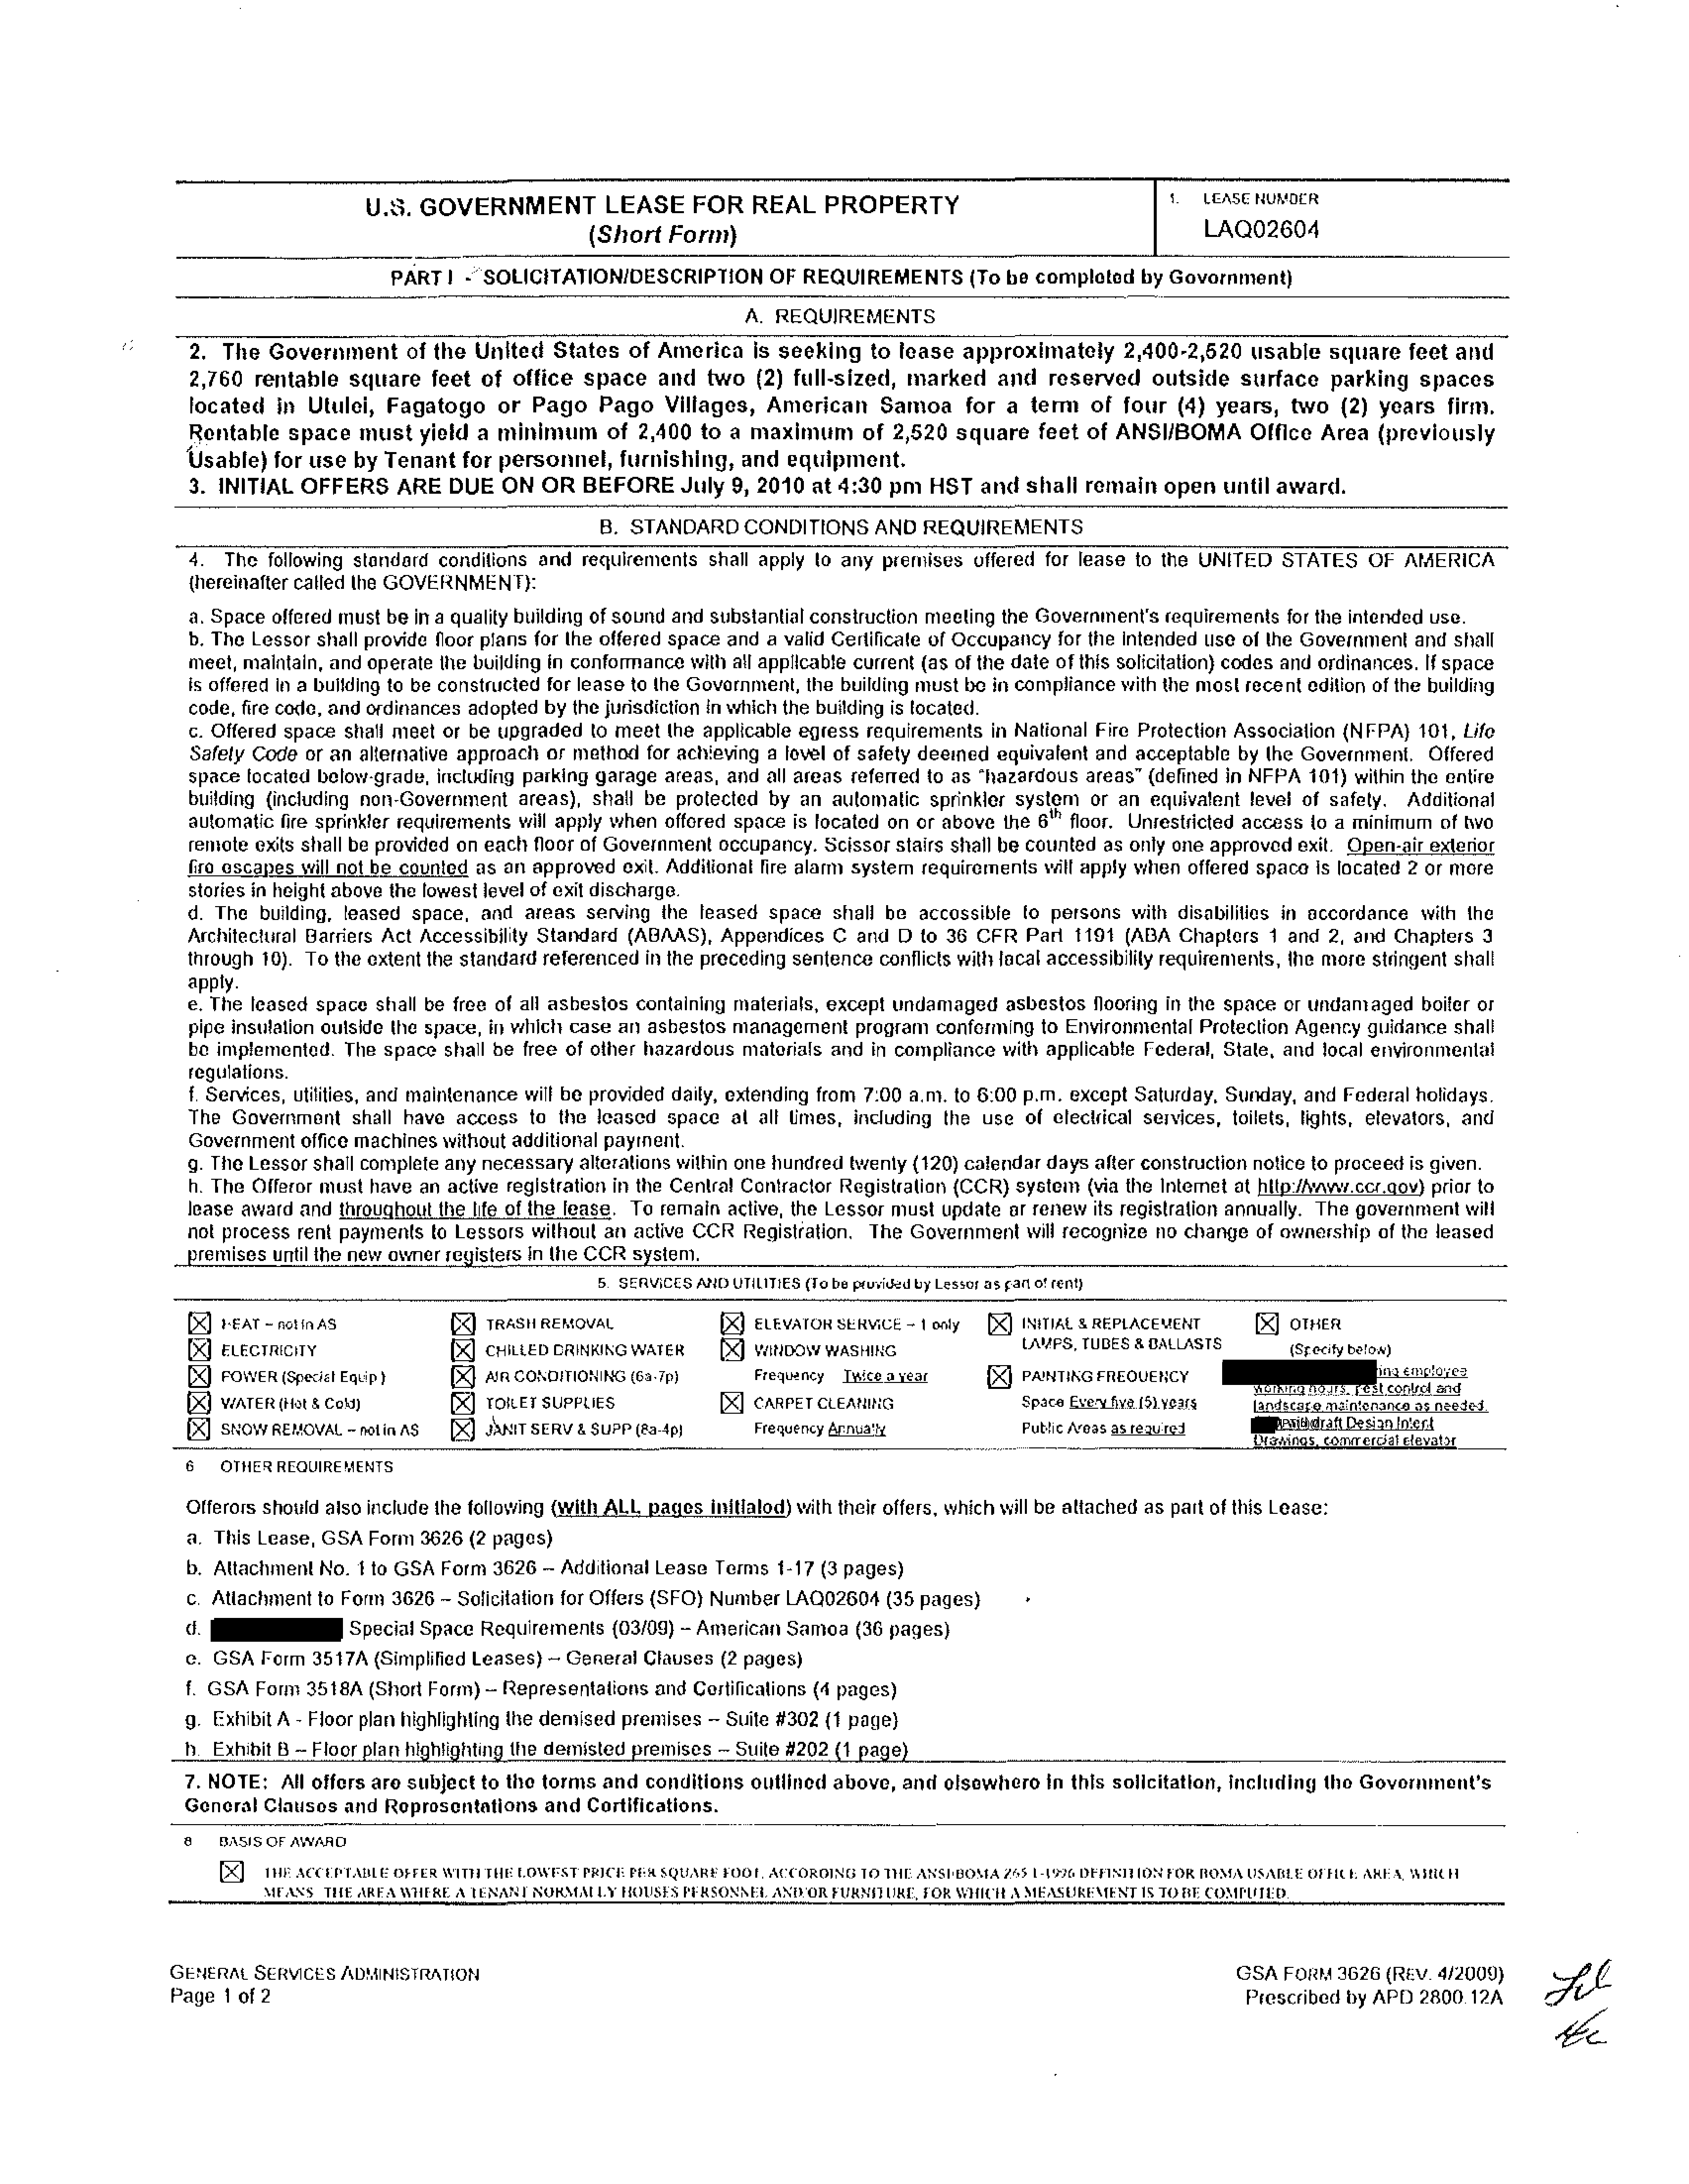 U.S. GOVERNMENT LEASE FOR REAL PROPERTY
(Short Form)
1. LEASE NUMBER
LAQ02604
PART I - SOLICITATION/DESCRIPTION OF REQUIREMENTS (To be completed by Government)
A. REQUIREMENTS
2. The Government of the United States of America is seeking to lease approximately 2,400-2,520 usable square feet and
2,760 rentable square feet of office space and two (2) full-sized, marked and reserved outside surface parking spaces
located in Utulei, Fagatogo or Pago Pago Villages, American Samoa for a term of four (4) years, two (2) years firm.
Rentable space must yield a minimum of 2,400 to a maximum of 2,520 square feet of ANSI/BOMA Office Area (previously
Usable) for use by Tenant for personnel, furnishing, and equipment.
3. INITIAL OFFERS ARE DUE ON OR BEFORE July 9, 2010 at 4:30 pm HST and shall remain open until award.
B. STANDARD CONDITIONS AND REQUIREMENTS
4. The following standard conditions and requirements shall apply to any premises offered for lease to the UNITED STATES OF AMERICA
(hereinafter called the GOVERNMENT):
a. Space offered must be in a quality building of sound and substantial construction meeting the Government's requirements for the intended use.
b. The Lessor shall provide floor plans for the offered space and a valid Certificate of Occupancy for the intended use of the Government and shall
meet, maintain, and operate the building in conformance with all applicable current (as of the date of this solicitation) codes and ordinances. If space
is offered in a building to be constructed for lease to the Government, the building must be in compliance with the most recent edition of the building
code, fire code, and ordinances adopted by the jurisdiction in which the building is located.
c. Offered space shall meet or be upgraded to meet the applicable egress requirements in National Fire Protection Association (NFPA) 101, Life
Safety Code or an alternative approach or method for achieving a level of safety deemed equivalent and acceptable by the Government. Offered
space located below-grade, including parking garage areas, and all areas referred to as "hazardous areas" (defined in NFPA 101) within the entire
building (including non-Government areas), shall be protected by an automatic sprinkler system or an equivalent level of safety. Additional
automatic fire sprinkler requirements will apply when offered space is located on or above the 6th floor. Unrestricted access to a minimum of two
remote exits shall be provided on each floor of Government occupancy. Scissor stairs shall be counted as only one approved exit. Open-air exterior
fire escapes will not be counted as an approved exit. Additional fire alarm system requirements will apply when offered space is located 2 or more
stories in height above the lowest level of exit discharge.
d. The building, leased space, and areas serving the leased space shall be accessible to persons with disabilities in accordance with the
Architectural Barriers Act Accessibility Standard (ABAAS), Appendices C and D to 36 CFR Part 1191 (ABA Chapters 1 and 2, and Chapters 3
through 10). To the extent the standard referenced in the preceding sentence conflicts with local accessibility requirements, the more stringent shall
apply.
e. The leased space shall be free of all asbestos containing materials, except undamaged asbestos flooring in the space or undamaged boiler or
pipe insulation outside the space, in which case an asbestos management program conforming to Environmental Protection Agency guidance shall
be implemented. The space shall be free of other hazardous materials and in compliance with applicable Federal, State, and local environmental
regulations.
f. Services, utilities, and maintenance will be provided daily, extending from 7:00 a.m. to 6:00 p.m. except Saturday, Sunday, and Federal holidays.
The Government shall have access to the leased space at all times, including the use of electrical services, toilets, lights, elevators, and
Government office machines without additional payment.
g. The Lessor shall complete any necessary alterations within one hundred twenty (120) calendar days after construction notice to proceed is given.
h. The Offeror must have an active registration in the Central Contractor Registration (CCR) system (via the Internet at http://www.ccr.gov) prior to
lease award and throughout the life of the lease. To remain active, the Lessor must update or renew its registration annually. The government will
not process rent payments to Lessors without an active CCR Registration. The Government will recognize no change of ownership of the leased
premises until the new owner registers in the CCR system.
5. SERVICES AND UTILITIES (To be provided by Lessor as part of rent)
HEAT – not in AS
ELECTRICITY
POWER (Special Equip)
WATER (Hot & Cold)
SNOW REMOVAL – not in AS
TRASH REMOVAL
CHILLED DRINKING WATER
AIR CONDITIONING (6a-7p)
TOILET SUPPLIES
JANIT SERV & SUPP (8a-4p)
ELEVATOR SERVICE – 1 only
WINDOW WASHING
Frequency Twice a year
CARPET CLEANING
Frequency Annually
INITIAL & REPLACEMENT
LAMPS, TUBES & BALLASTS
PAINTING FREQUENCY
Space Every five (5) years
Public Areas as required
OTHER
(Specify below)
ing employee
working hours, pest control and
landscape maintenance as needed.
draft Design Intent
Drawings, commercial elevator
6 OTHER REQUIREMENTS
Offerors should also include the following (with ALL pages initialed) with their offers, which will be attached as part of this Lease:
a. This Lease, GSA Form 3626 (2 pages)
b. Attachment No. 1 to GSA Form 3626 – Additional Lease Terms 1-17 (3 pages)
c. Attachment to Form 3626 – Solicitation for Offers (SFO) Number LAQ02604 (35 pages)
d. Special Space Requirements (03/09) – American Samoa (36 pages)
e. GSA Form 3517A (Simplified Leases) – General Clauses (2 pages)
f. GSA Form 3518A (Short Form) – Representations and Certifications (4 pages)
g. Exhibit A - Floor plan highlighting the demised premises – Suite #302 (1 page)
h. Exhibit B – Floor plan highlighting the demisted premises – Suite #202 (1 page)
7. NOTE: All offers are subject to the terms and conditions outlined above, and elsewhere in this solicitation, including the Government's
General Clauses and Representations and Certifications.
8 BASIS OF AWARD
THE ACCEPTABLE OFFER WITH THE LOWEST PRICE PER SQUARE FOOT, ACCORDING TO THE ANSI/BOMA Z65.1-1996 DEFINITION FOR BOMA USABLE OFFICE AREA, WHICH
MEANS THE AREA WHERE A TENANT NORMALLY HOUSES PERSONNEL AND/OR FURNITURE, FOR WHICH A MEASUREMENT IS TO BE COMPUTED.
GENERAL SERVICES ADMINISTRATION
Page 1 of 2
GSA FORM 3626 (REV. 4/2009)
Prescribed by APD 2800.12A